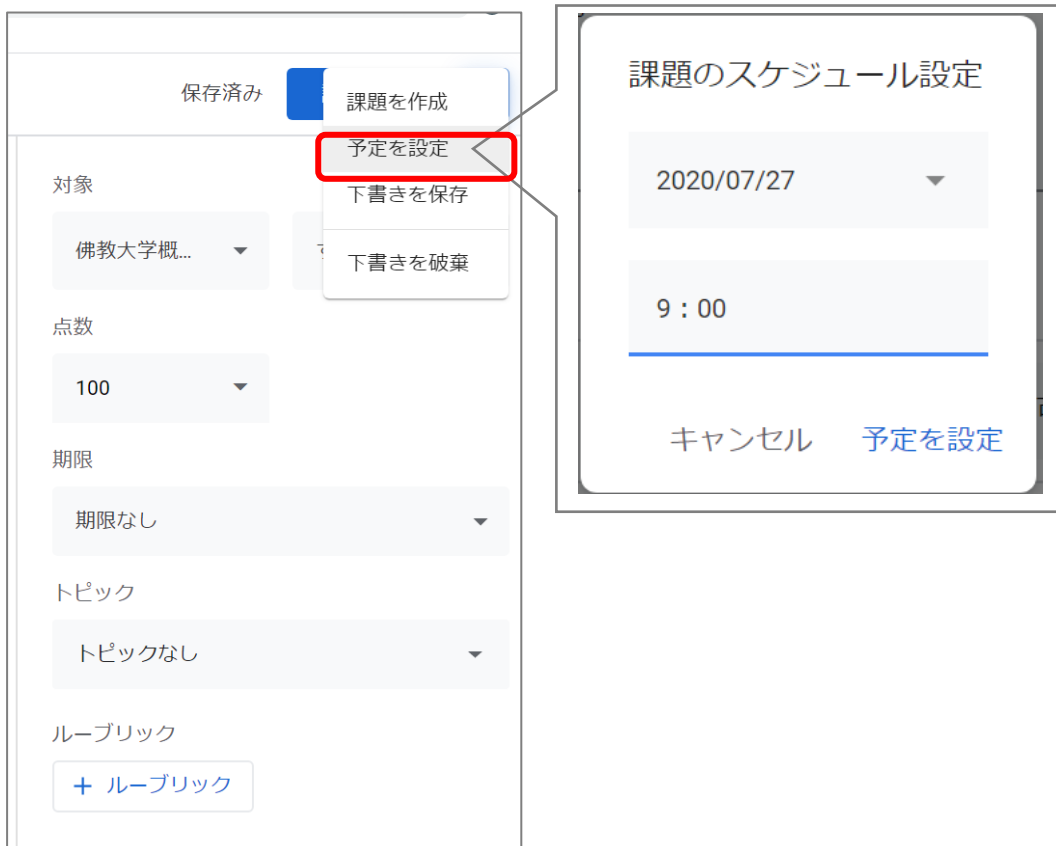 保存済み
課題を作成
予定を設定
下書きを保存
下書きを破棄
対象
佛教大学概...
点数
100
期限
期限なし
トピック
トピックなし
ルーブリック
+ ルーブリック
課題のスケジュール設定
2020/07/27
9：00
キャンセル 予定を設定